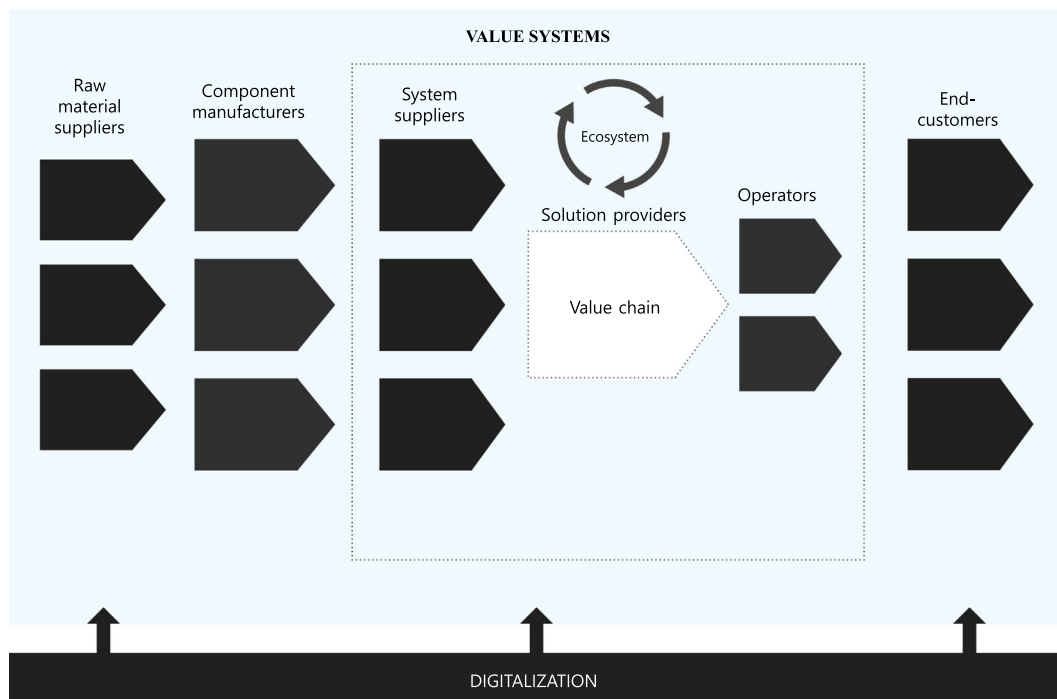 VALUE SYSTEMS
Raw
material
suppliers
Component
manufacturers
System
suppliers
Ecosystem
Solution providers
Value chain
Operators
End-
customers
DIGITALIZATION